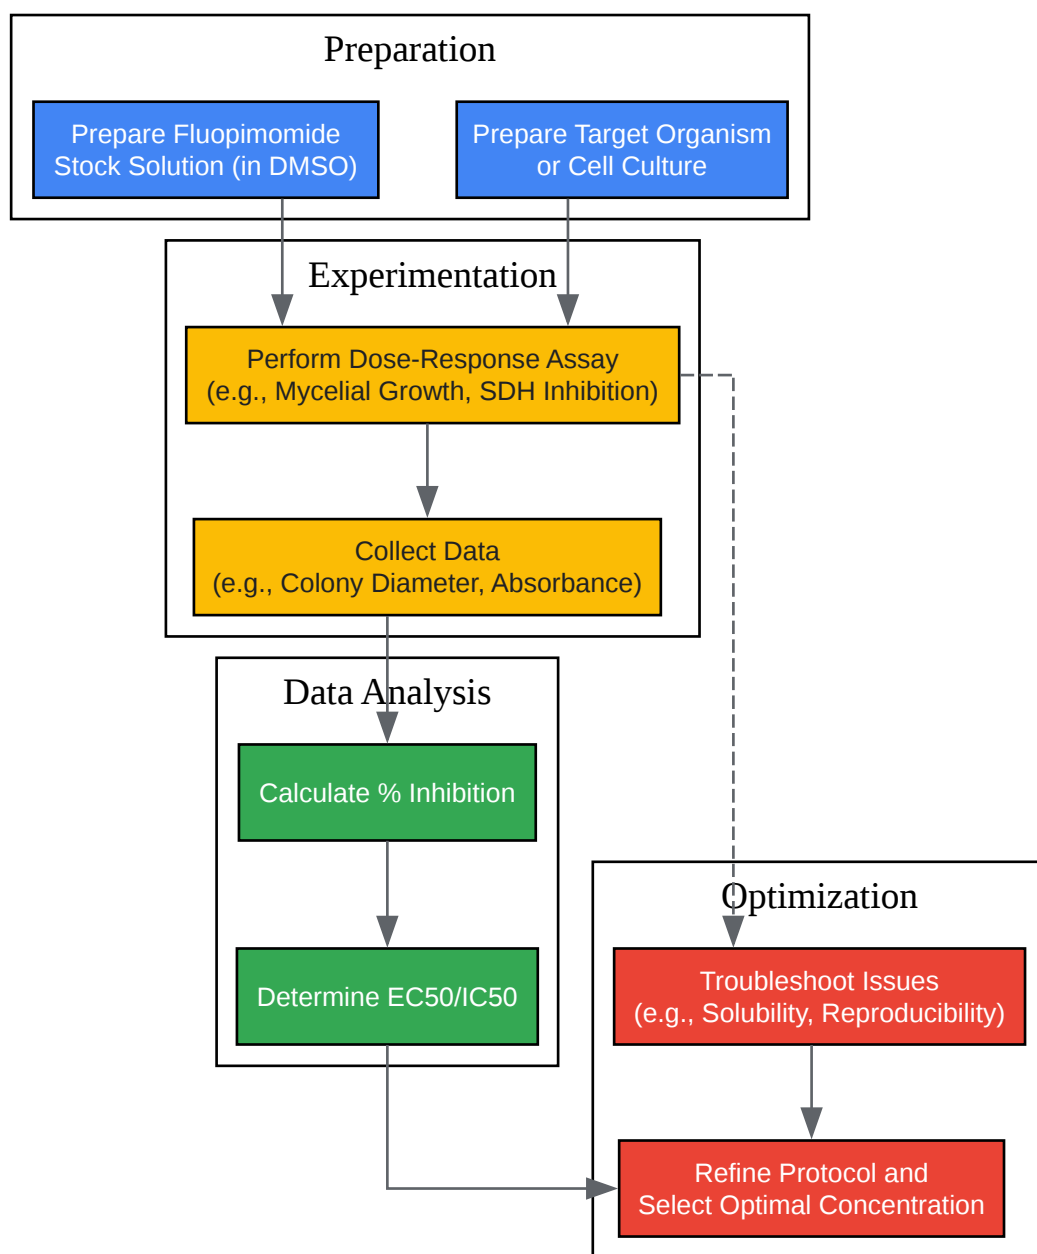 Preparation
Prepare Fluopimomide
Stock Solution (in DMSO)
Prepare Target Organism
or Cell Culture
Experimentation
Perform Dose-Response Assay
(e.g., Mycelial Growth, SDH Inhibition)
Collect Data
(e.g., Colony Diameter, Absorbance)
Data Analysis
Calculate % Inhibition
Determine EC50/IC50
Optimization
Troubleshoot Issues
(e.g., Solubility, Reproducibility)
Refine Protocol and
Select Optimal Concentration